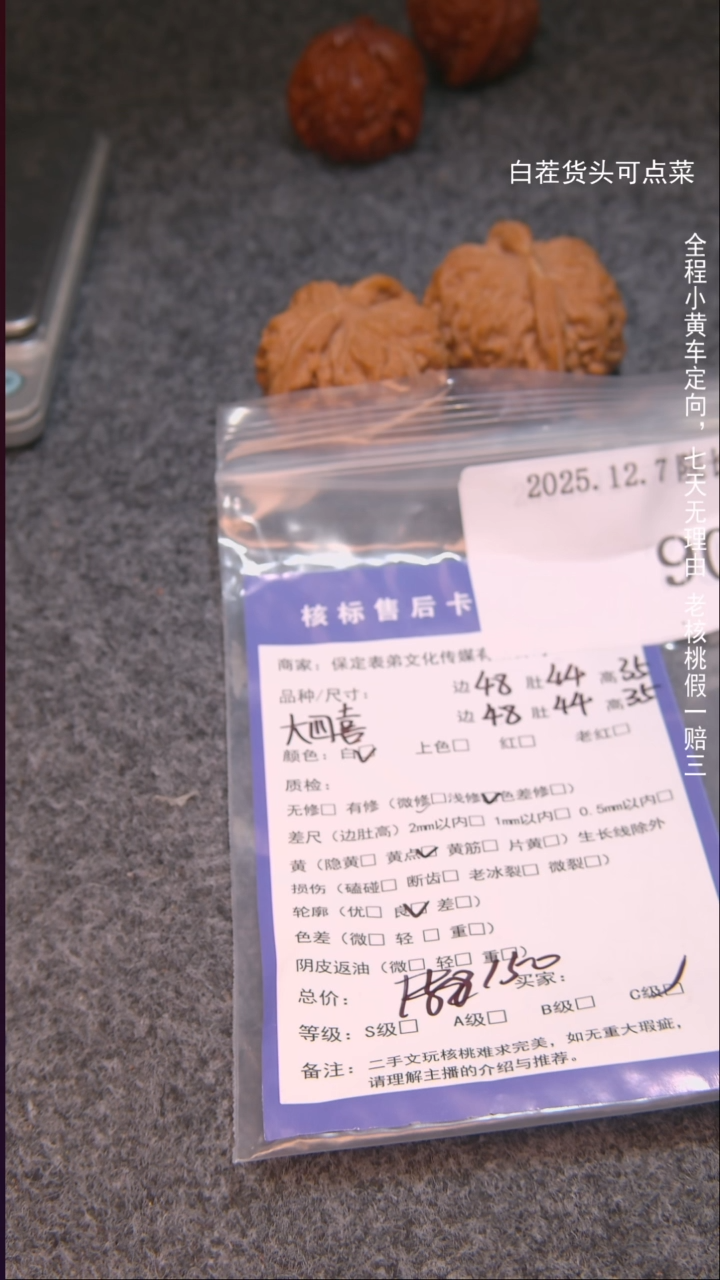 白茬货头可点菜
全程小黄车定向，七天无理由 老核桃假一赔三
2025.12.7
90
核标售后卡
商家：保定表弟文化传媒有
品种/尺寸：
边48 肚44 高35
大四喜
边48 肚44 高35
颜色：白☑ 上色□ 红□ 老红□
质检：
无修□ 有修（微修□浅修☑色差修□）
差尺（边肚高）2mm以内□ 1mm以内□ 0.5mm以内□
黄（隐黄□ 黄点☑ 黄筋□ 片黄□）生长线除外
损伤（磕碰□ 断齿□ 老冰裂□ 微裂□）
轮廓（优□ 良☑ 差□）
色差（微□ 轻 □ 重□）
阴皮返油（微□ 轻□ 重□）
总价： 150 买家：
等级：S级□ A级□ B级□ C级☑
备注：二手文玩核桃难求完美，如无重大瑕疵，
请理解主播的介绍与推荐。